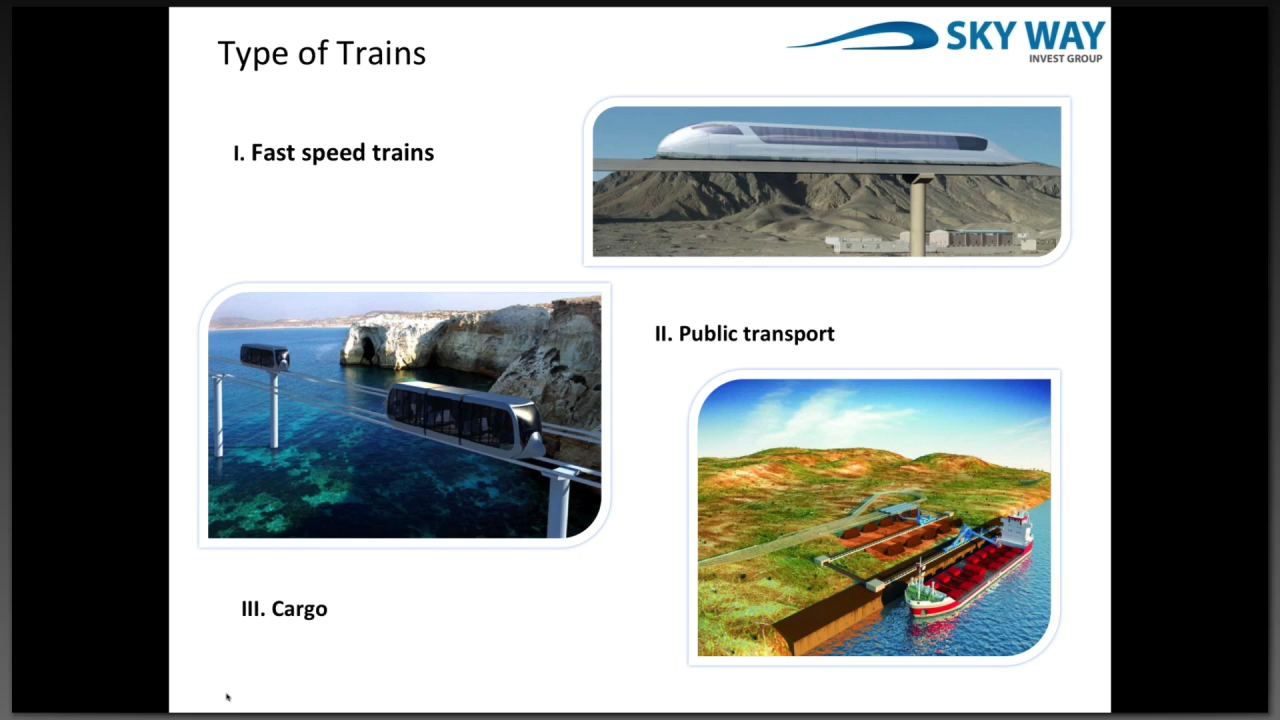 Type of Trains
SKY WAY
INVEST GROUP
I. Fast speed trains
II. Public transport
III. Cargo